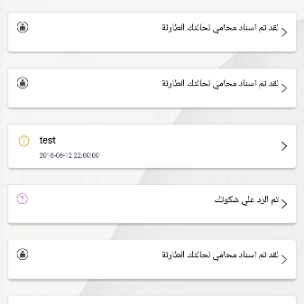 لقد تم اسناد محامي لحالتك الطارئة
لقد تم اسناد محامي لحالتك الطارئة
test
2018-06-12 22:00:00
تم الرد علي شكوتك
لقد تم اسناد محامي لحالتك الطارئة